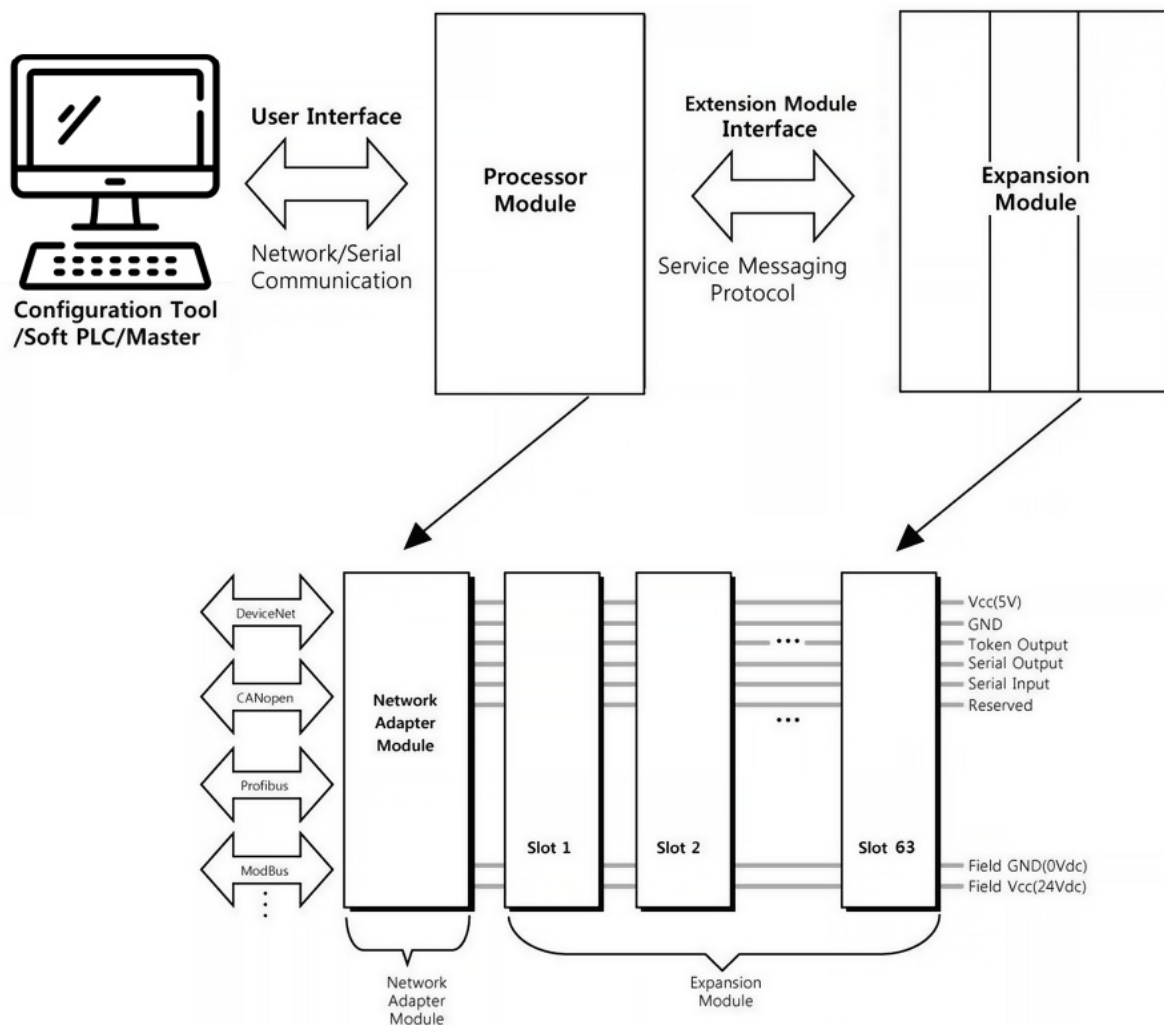 User Interface
Network/Serial
Communication
Configuration Tool
/Soft PLC/Master
Processor
Module
Extension Module
Interface
Service Messaging
Protocol
Expansion
Module
DeviceNet
CANopen
Profibus
ModBus
Network
Adapter
Module
Slot 1
Slot 2
Slot 63
Vcc(5V)
GND
Token Output
Serial Output
Serial Input
Reserved
Field GND(0Vdc)
Field Vcc(24Vdc)
Network
Adapter
Module
Expansion
Module